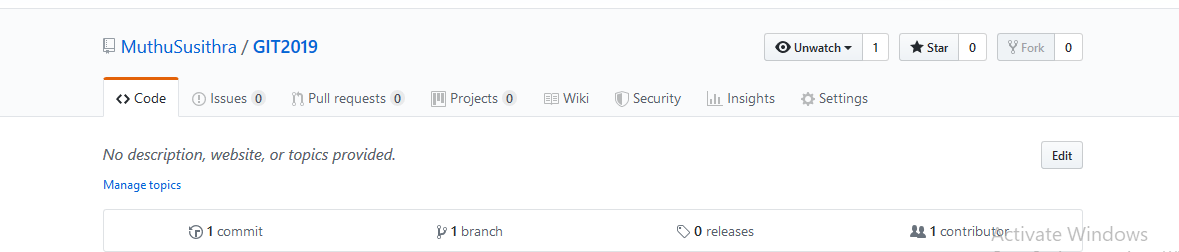 MuthuSusithra / GIT2019
Unwatch 1 Star 0 Fork 0
Code Issues 0 Pull requests 0 Projects 0 Wiki Security Insights Settings
No description, website, or topics provided.
Edit
Manage topics
1 commit 1 branch 0 releases 1 contributor
Activate Windows